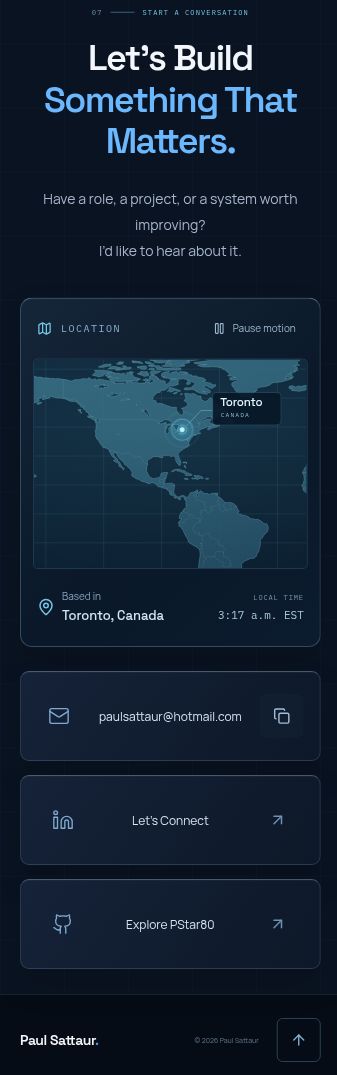 07 START A CONVERSATION
Let’s Build
Something That
Matters.
Have a role, a project, or a system worth
improving?
I’d like to hear about it.
LOCATION Pause motion
Toronto
CANADA
Based in LOCAL TIME
Toronto, Canada 3:17 a.m. EST
paulsattaur@hotmail.com
Let’s Connect
Explore PStar80
Paul Sattaur. © 2026 Paul Sattaur